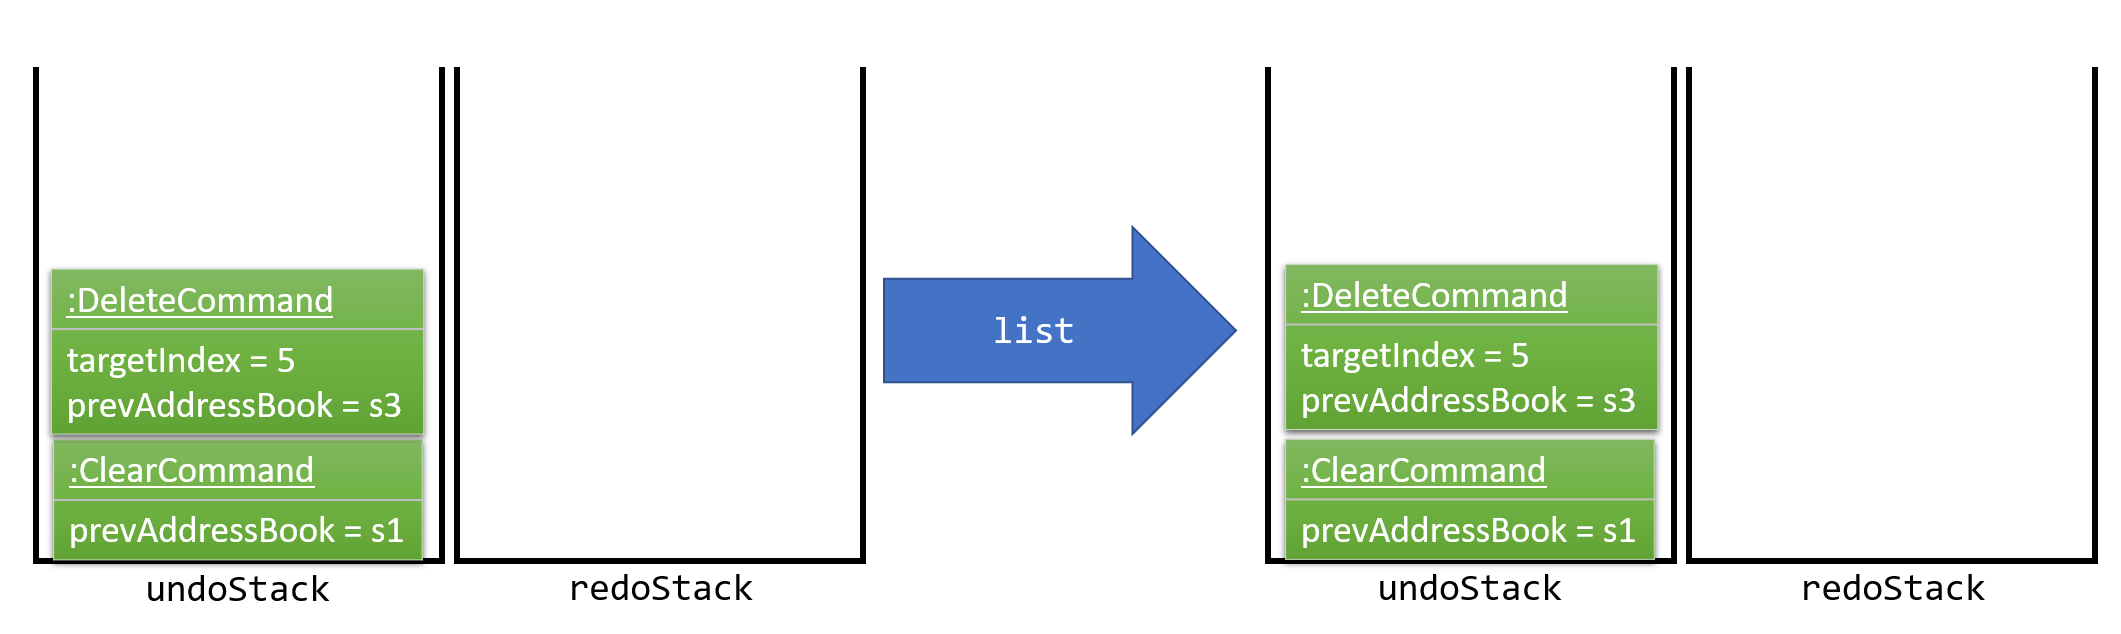 :DeleteCommand
targetIndex = 5
prevAddressBook = s3
:ClearCommand
prevAddressBook = s1
undoStack
redoStack
list
:DeleteCommand
targetIndex = 5
prevAddressBook = s3
:ClearCommand
prevAddressBook = s1
undoStack
redoStack